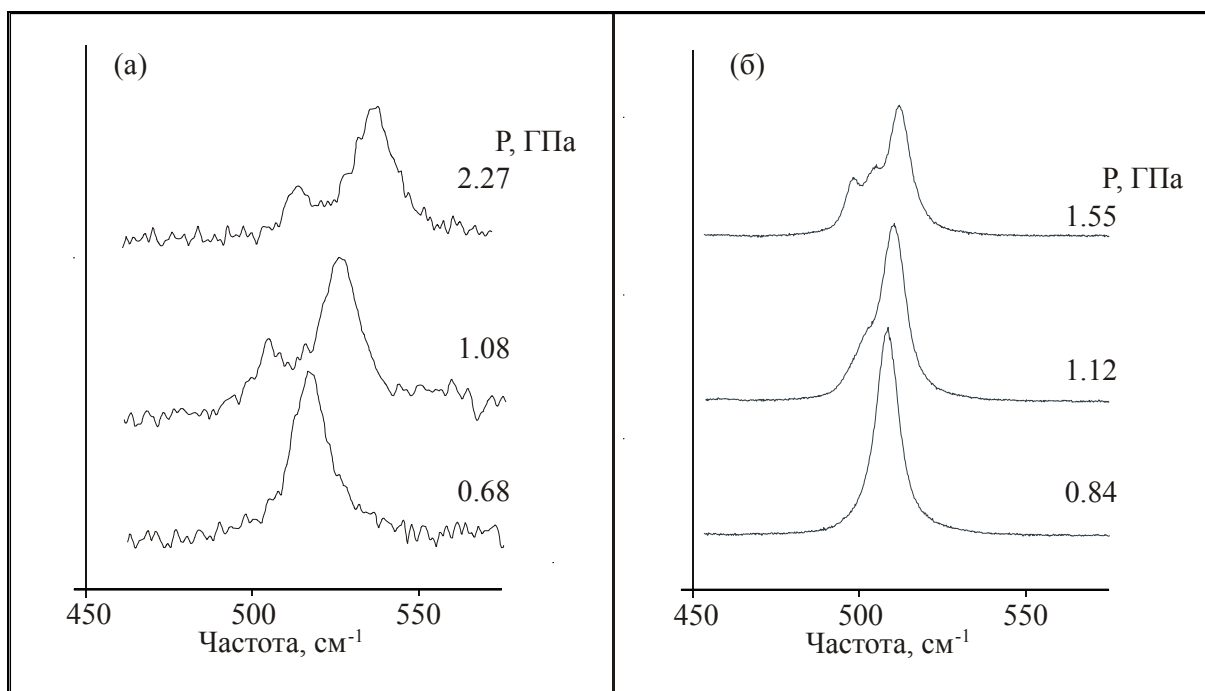 (а)
P, ГПа
2.27
1.08
0.68
450
500
550
Частота, см⁻¹
(б)
P, ГПа
1.55
1.12
0.84
450
500
550
Частота, см⁻¹